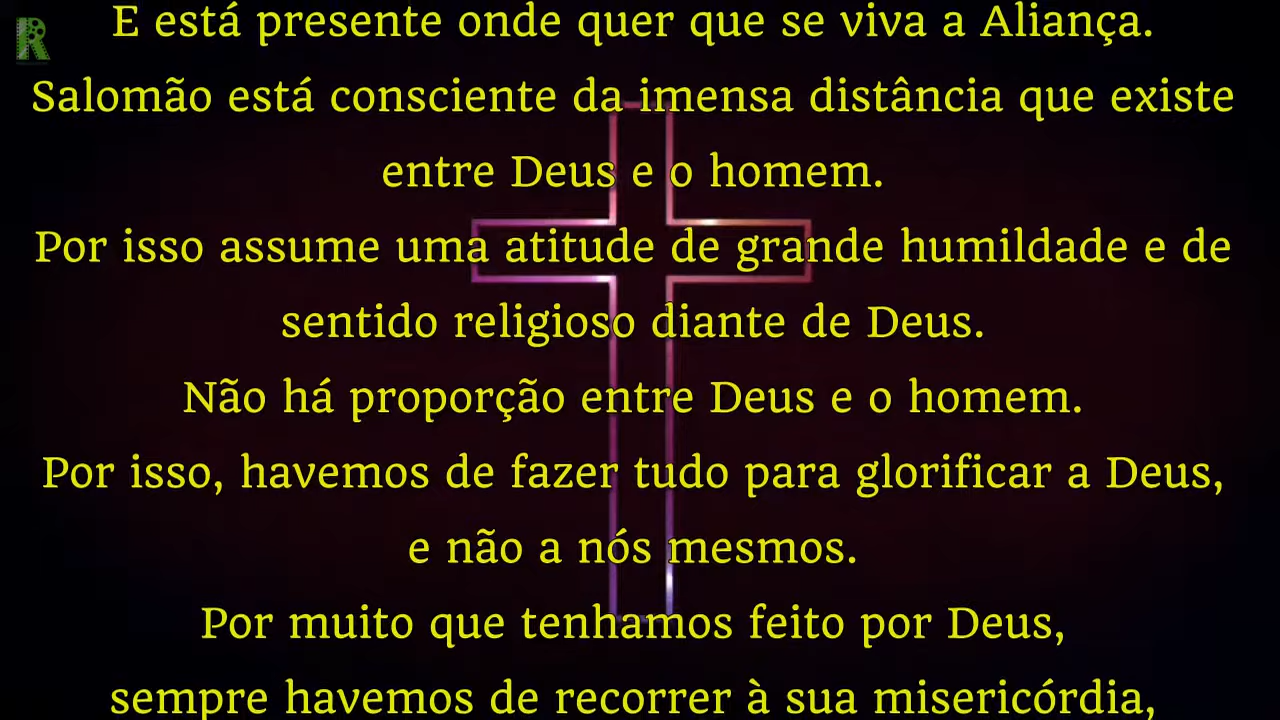 E está presente onde quer que se viva a Aliança.
Salomão está consciente da imensa distância que existe
entre Deus e o homem.
Por isso assume uma atitude de grande humildade e de
sentido religioso diante de Deus.
Não há proporção entre Deus e o homem.
Por isso, havemos de fazer tudo para glorificar a Deus,
e não a nós mesmos.
Por muito que tenhamos feito por Deus,
sempre havemos de recorrer à sua misericórdia,